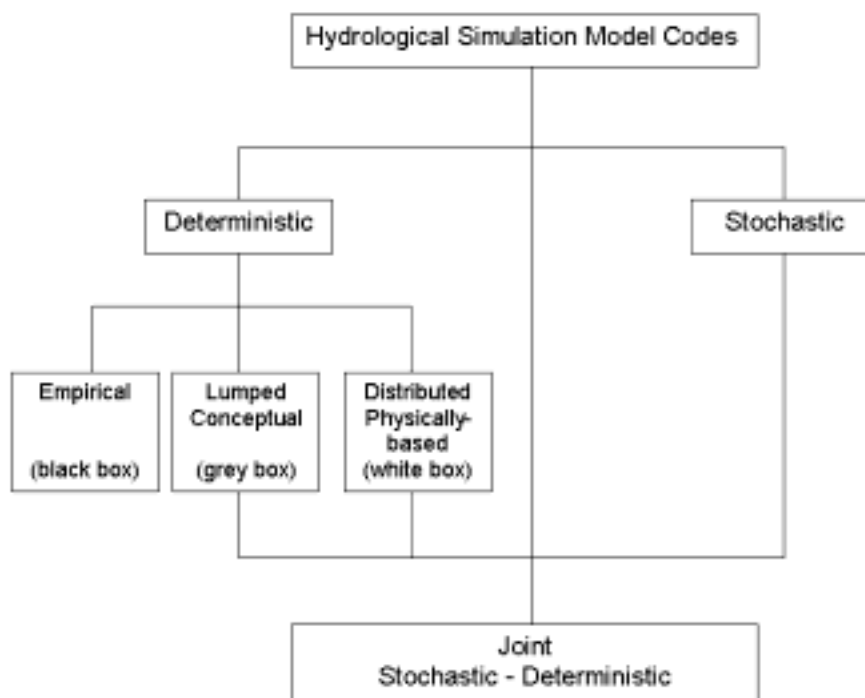 Hydrological Simulation Model Codes
Deterministic
Stochastic
Empirical
(black box)
Lumped
Conceptual
(grey box)
Distributed
Physically-
based
(white box)
Joint
Stochastic - Deterministic